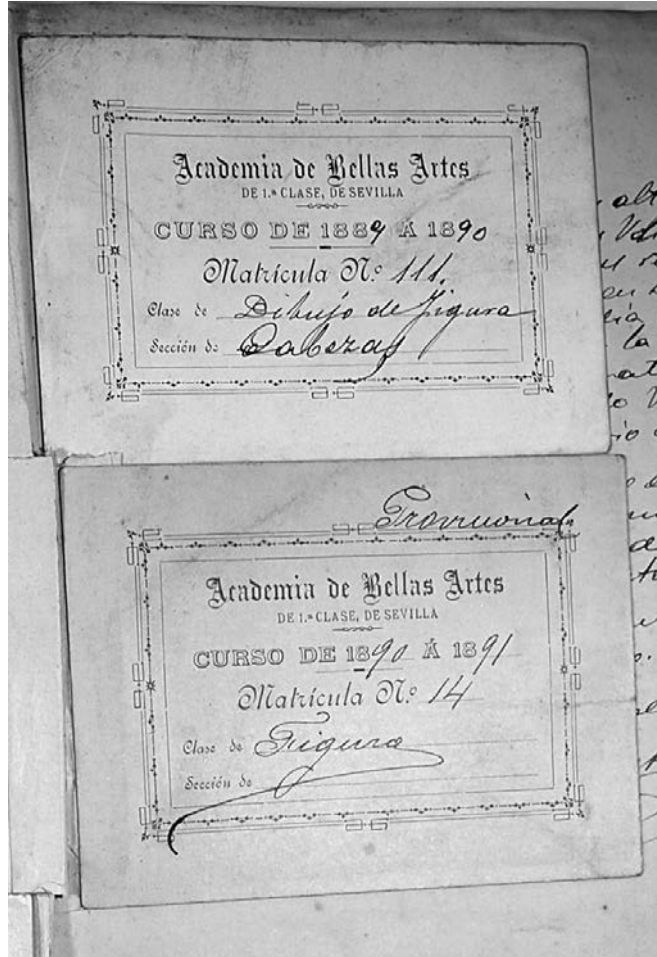 Academia de Bellas Artes
DE 1.ª CLASE, DE SEVILLA
CURSO DE 1889 Á 1890
Matrícula N.º 111.
Clase de Dibujo de Figura
Sección de Cabezas
Provisional
Academia de Bellas Artes
DE 1.ª CLASE, DE SEVILLA
CURSO DE 1890 Á 1891
Matrícula N.º 14
Clase de Figura
Sección de
la